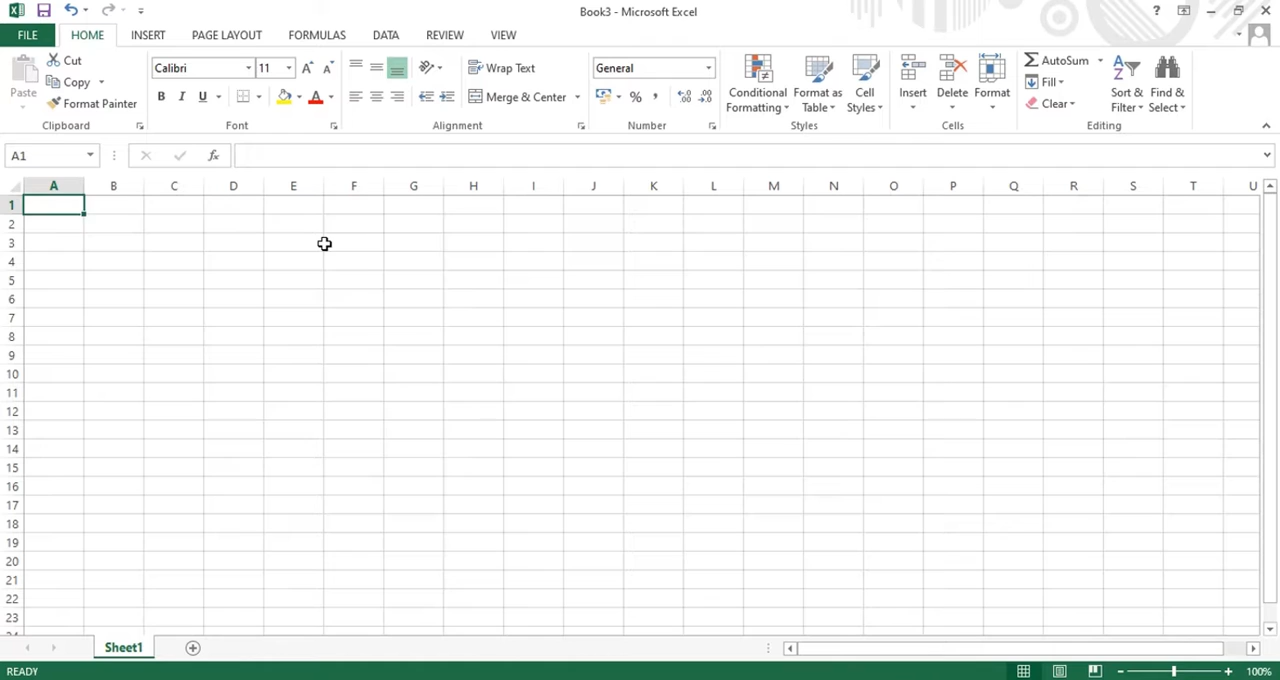 Book3 - Microsoft Excel
FILE HOME INSERT PAGE LAYOUT FORMULAS DATA REVIEW VIEW
Paste Cut Copy Format Painter
Calibri 11
B I U
Wrap Text
Merge & Center
General
%
Conditional Formatting
Format as Table
Cell Styles
Insert Delete Format
AutoSum
Fill
Clear
Sort & Filter
Find & Select
Clipboard Font Alignment Number Styles Cells Editing
A1 fx
A B C D E F G H I J K L M N O P Q R S T U
1
2
3
4
5
6
7
8
9
10
11
12
13
14
15
16
17
18
19
20
21
22
23
Sheet1
READY 100%